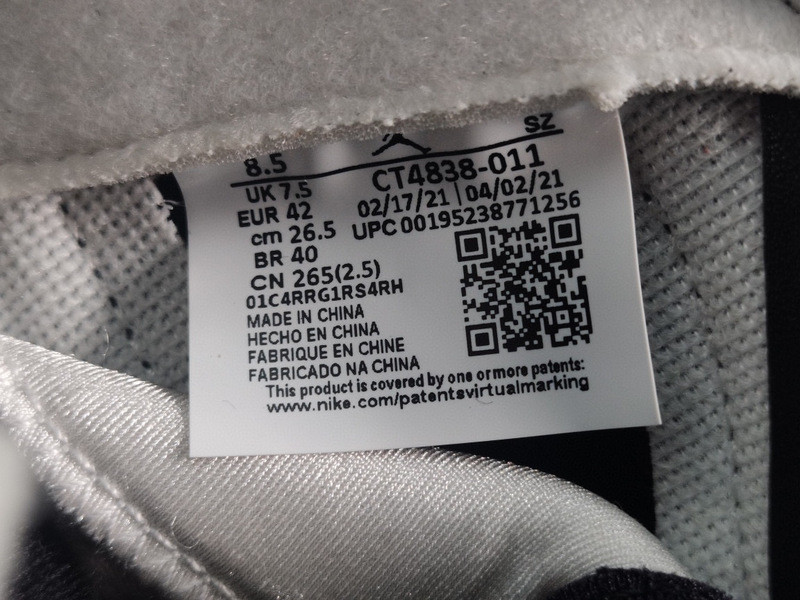 8.5 SZ
UK 7.5 CT4838-011
EUR 42 02/17/21 | 04/02/21
cm 26.5 UPC 00195238771256
BR 40
CN 265(2.5)
01C4RRG1RS4RH
MADE IN CHINA
HECHO EN CHINA
FABRIQUE EN CHINE
FABRICADO NA CHINA
This product is covered by one or more patents:
www.nike.com/patentsvirtualmarking